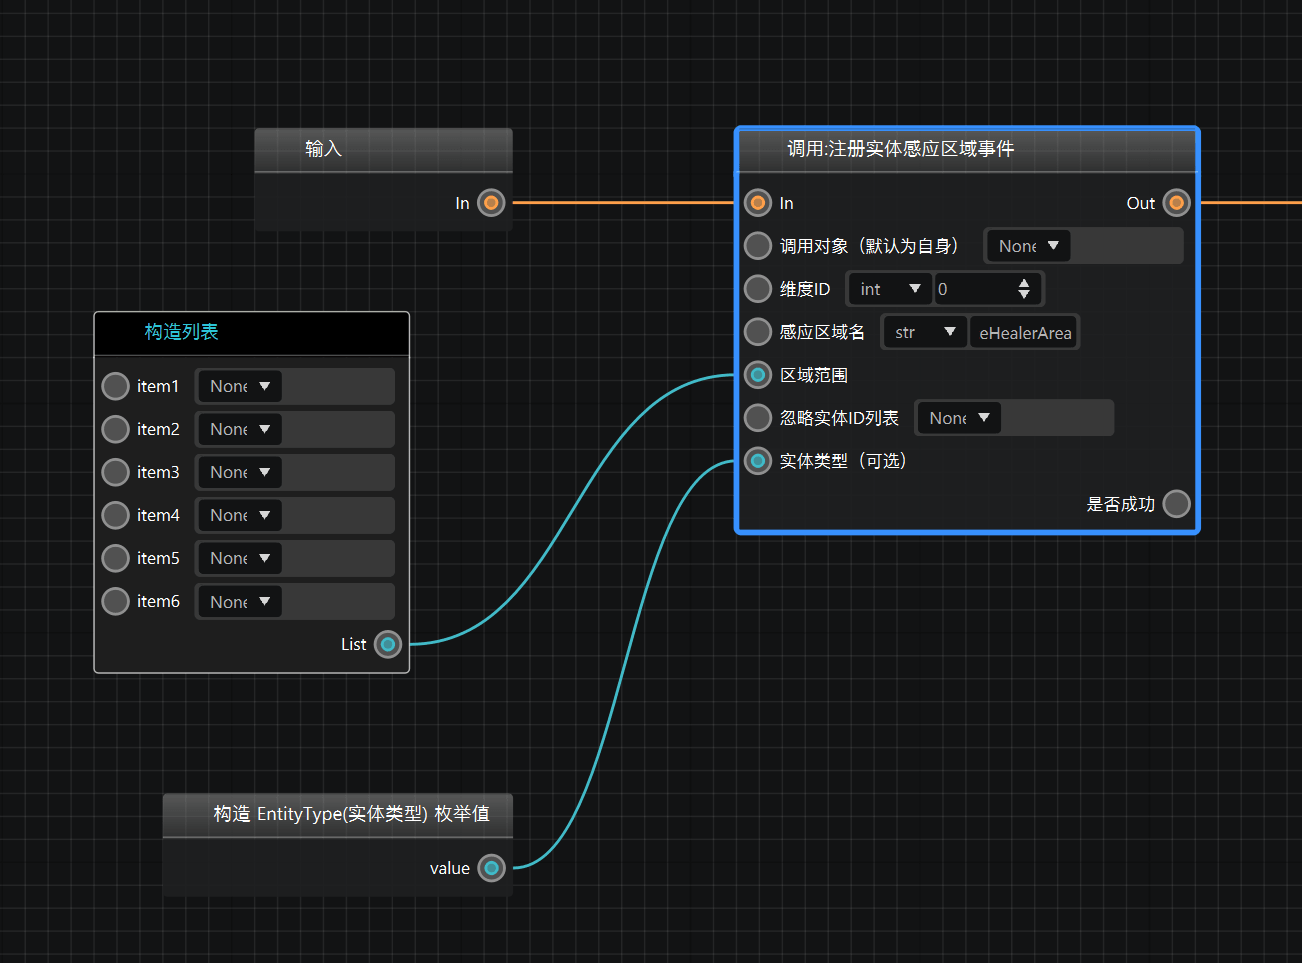 输入
In
调用:注册实体感应区域事件
In
Out
调用对象（默认为自身）
None
维度ID
int
0
感应区域名
str
eHealerArea
区域范围
忽略实体ID列表
None
实体类型（可选）
是否成功
构造列表
item1
None
item2
None
item3
None
item4
None
item5
None
item6
None
List
构造 EntityType(实体类型) 枚举值
value